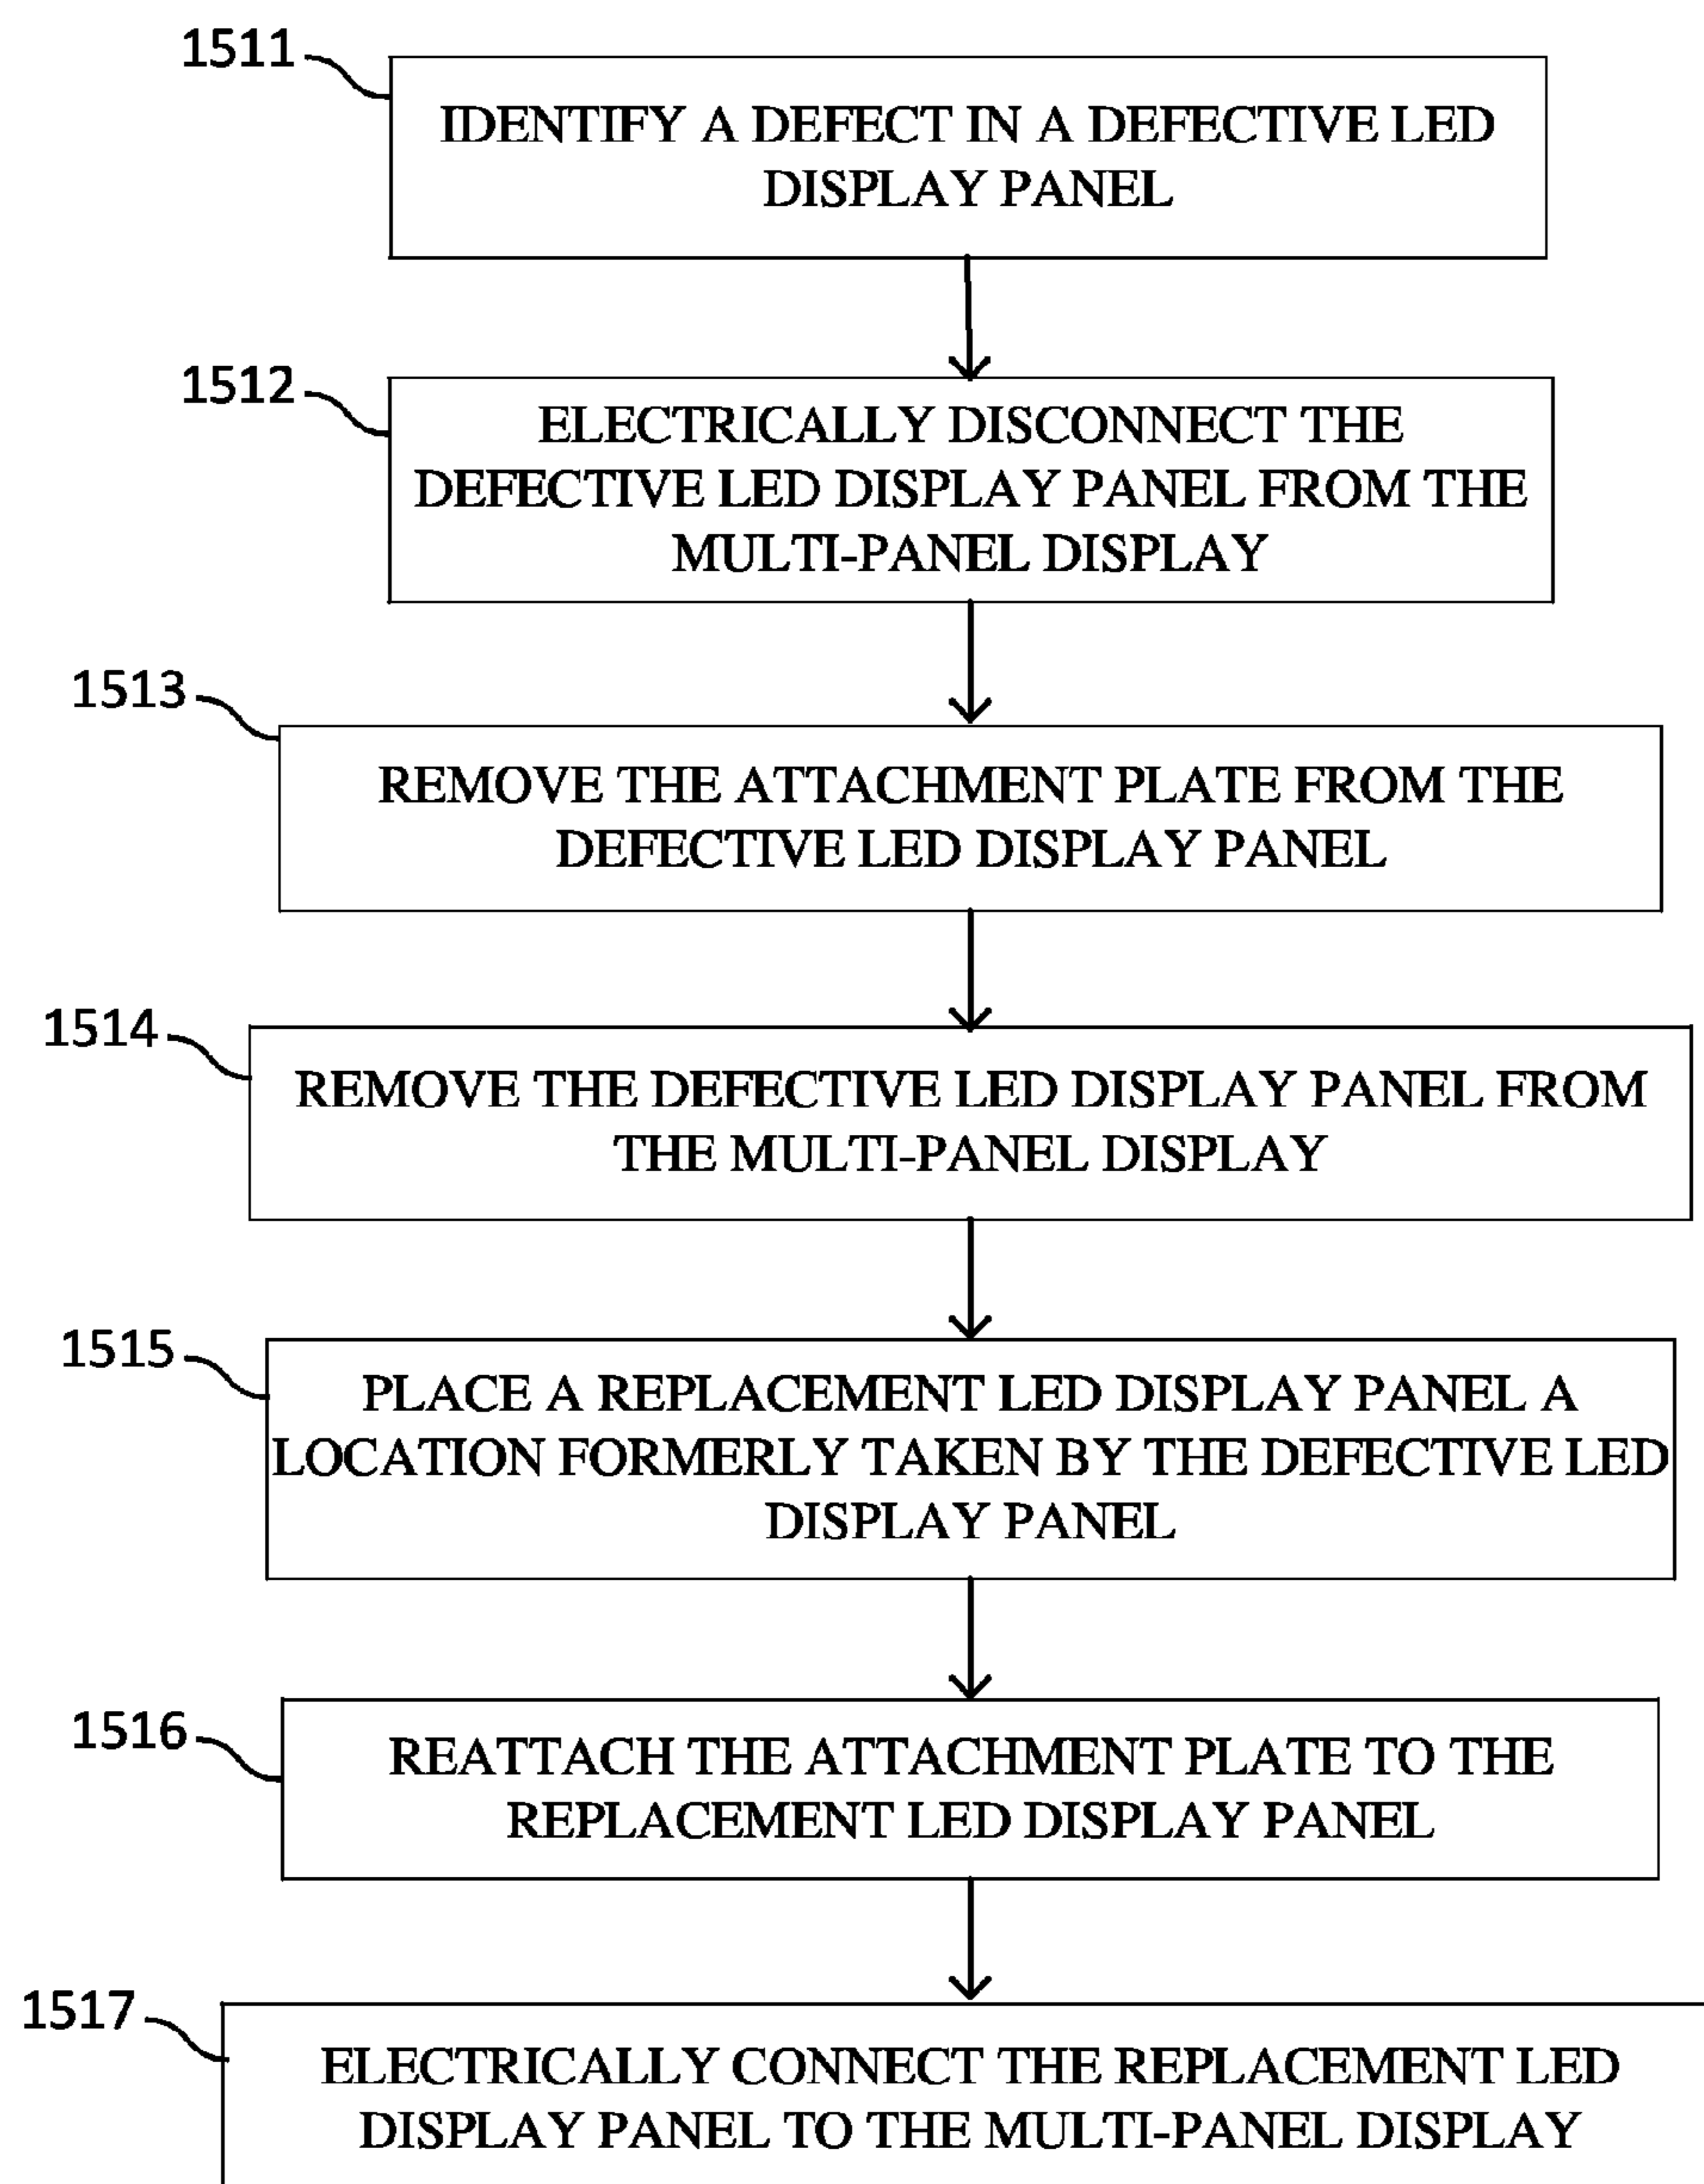 1511
IDENTIFY A DEFECT IN A DEFECTIVE LED
DISPLAY PANEL
1512
ELECTRICALLY DISCONNECT THE
DEFECTIVE LED DISPLAY PANEL FROM THE
MULTI-PANEL DISPLAY
1513
REMOVE THE ATTACHMENT PLATE FROM THE
DEFECTIVE LED DISPLAY PANEL
1514
REMOVE THE DEFECTIVE LED DISPLAY PANEL FROM
THE MULTI-PANEL DISPLAY
1515
PLACE A REPLACEMENT LED DISPLAY PANEL A
LOCATION FORMERLY TAKEN BY THE DEFECTIVE LED
DISPLAY PANEL
1516
REATTACH THE ATTACHMENT PLATE TO THE
REPLACEMENT LED DISPLAY PANEL
1517
ELECTRICALLY CONNECT THE REPLACEMENT LED
DISPLAY PANEL TO THE MULTI-PANEL DISPLAY